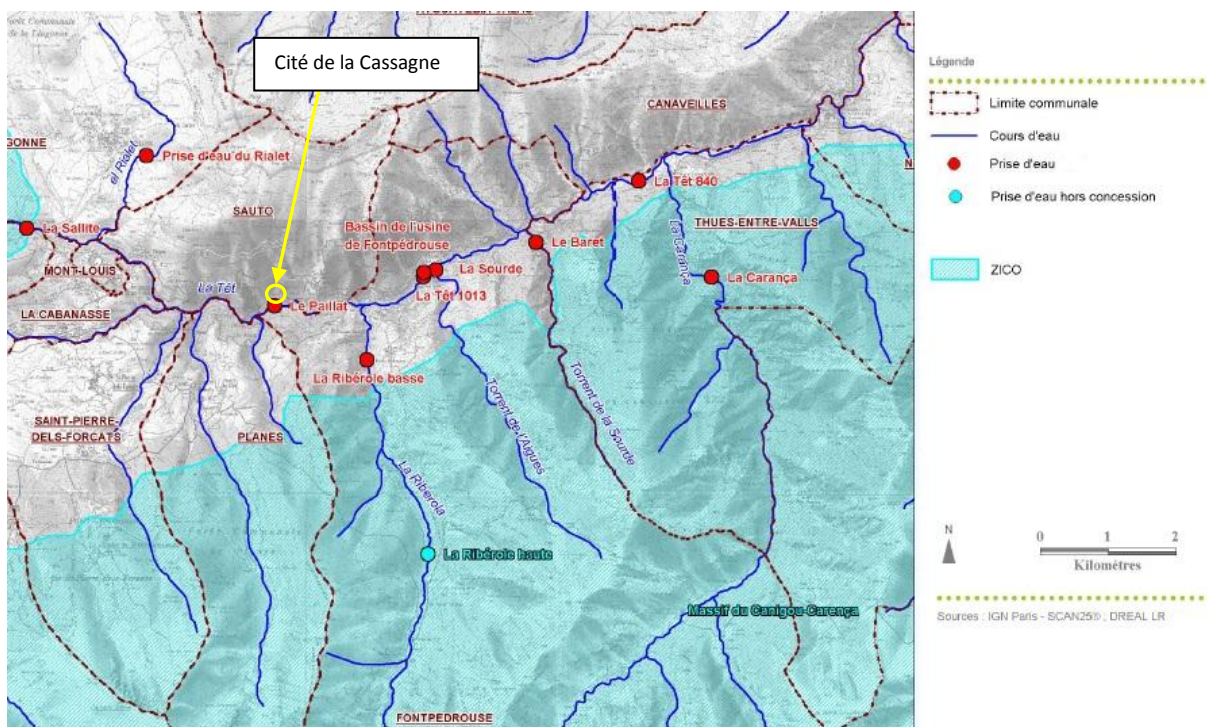 Cité de la Cassagne
CANAVEILLES
GONNE
el Rialet
Prise d'eau du Rialet
La Sallite
MONT-LOUIS
SAUTO
Bassin de l'usine
de Fontpédrouse
La Têt 840
THUES-ENTRE-VALLS
Le Baret
La Carança
La Carança
La Sourde
La Têt 1013
La Têt
Le Paillat
LA CABANASSE
La Ribérole basse
SAINT-PIERRE-
DELS-FORCATS
PLANES
La Ribérola
Torrent de l'Aigues
Torrent de la Sourde
La Ribérole haute
Massif du Canigou-Carença
FONTPEDROUSE
Légende
Limite communale
Cours d'eau
Prise d'eau
Prise d'eau hors concession
ZICO
N
0 1 2
Kilomètres
Sources : IGN Paris - SCAN25® ; DREAL LR